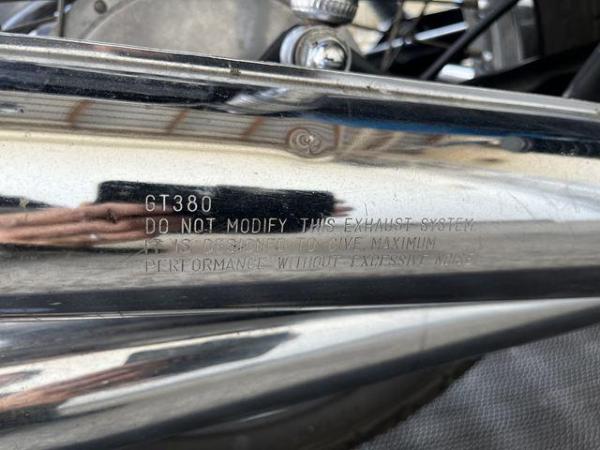 GT380
DO NOT MODIFY THIS EXHAUST SYSTEM
IT IS DESIGNED TO GIVE MAXIMUM
PERFORMANCE WITHOUT EXCESSIVE NOISE